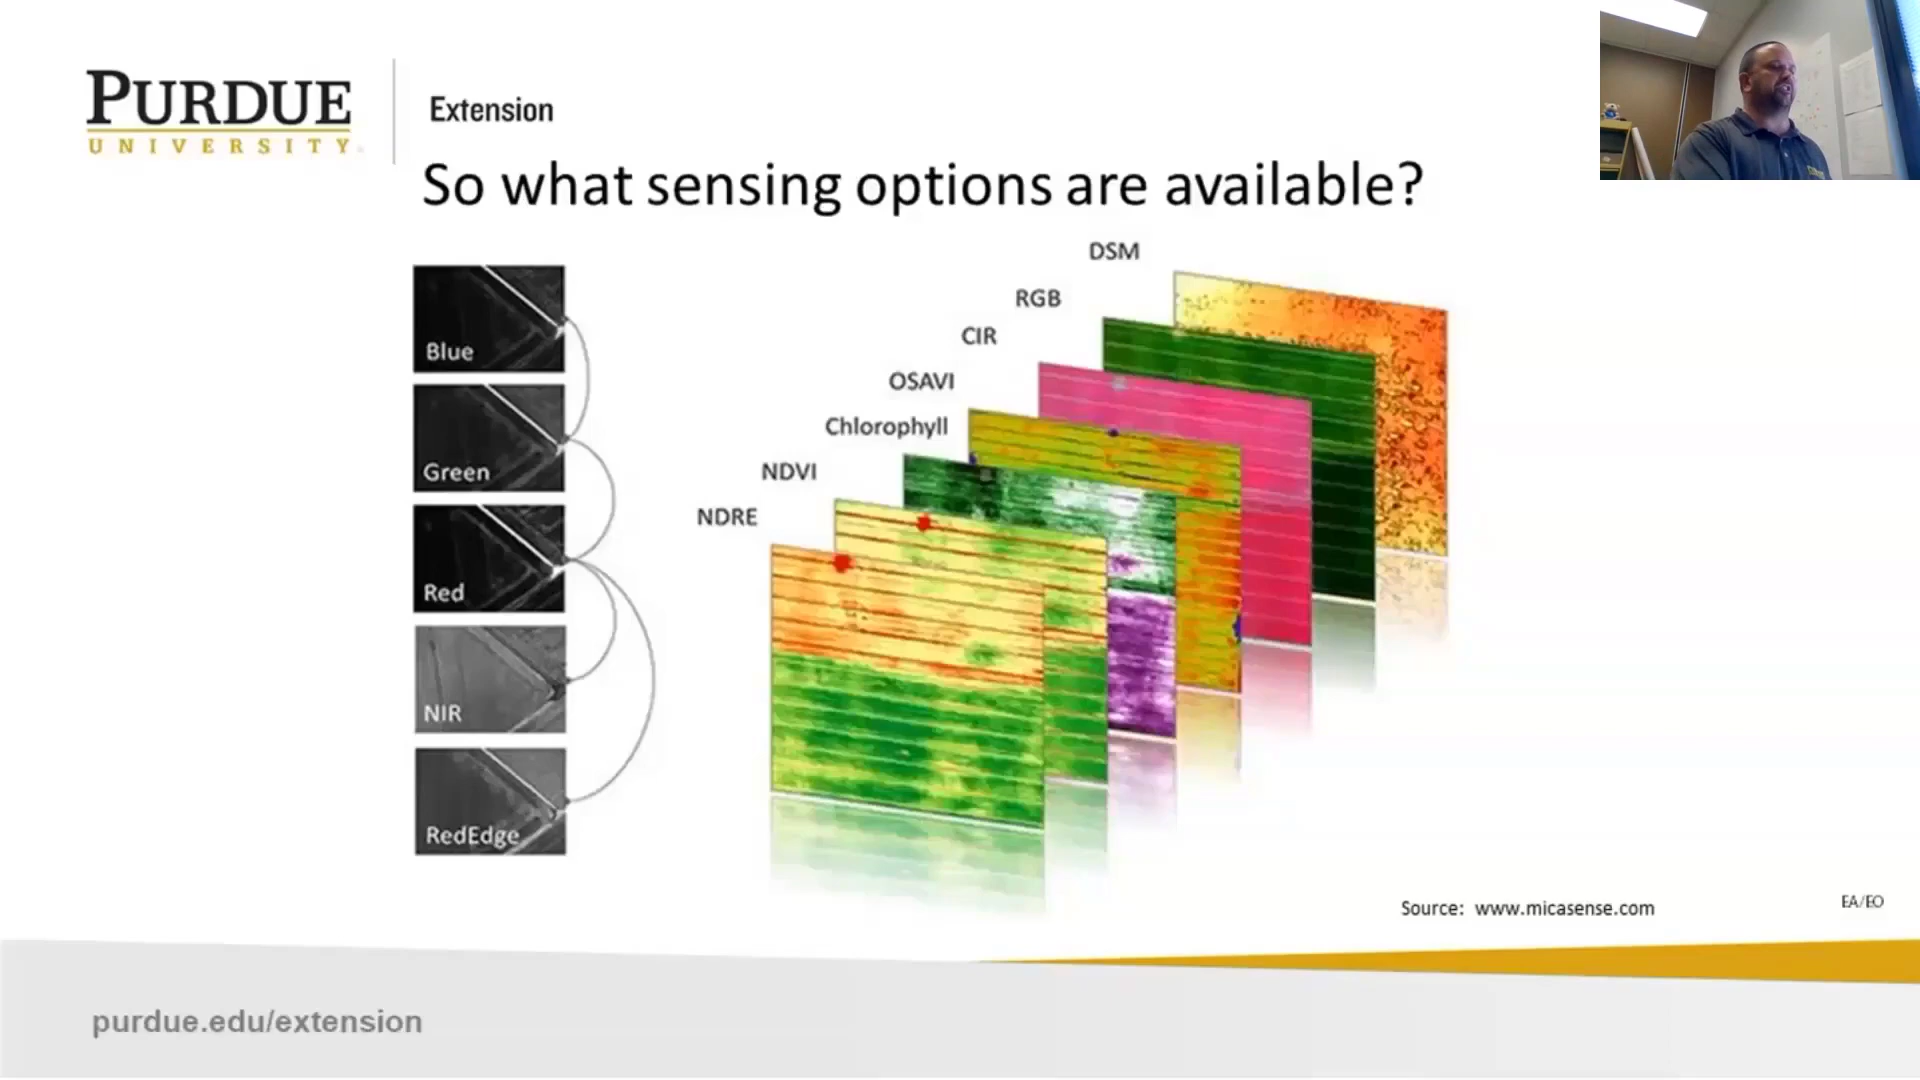 PURDUE
UNIVERSITY
Extension
So what sensing options are available?
Blue
Green
Red
NIR
RedEdge
DSM
RGB
CIR
OSAVI
Chlorophyll
NDVI
NDRE
Source: www.micasense.com
EA/EO
purdue.edu/extension